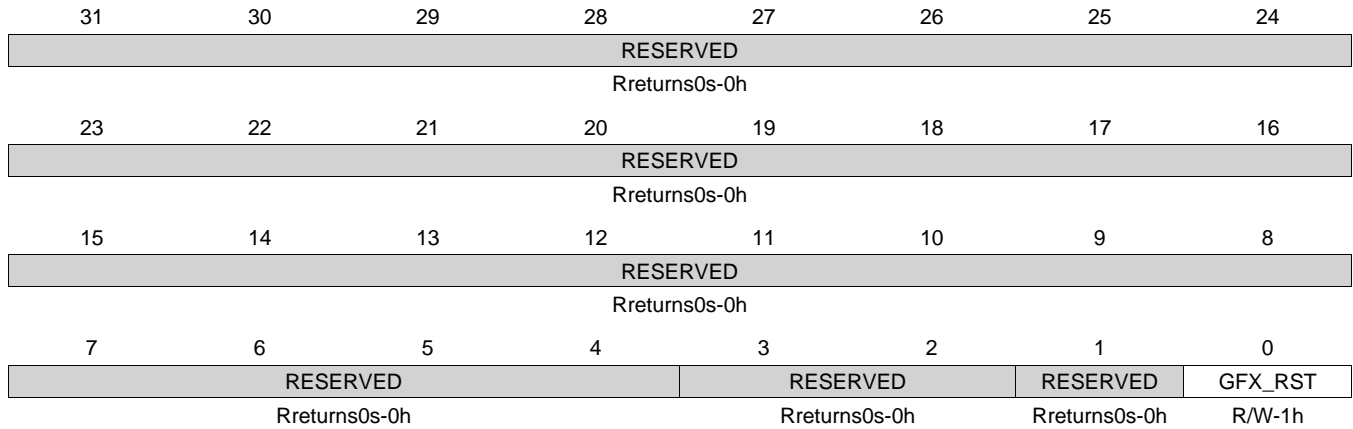 31 30 29 28 27 26 25 24
RESERVED
Rreturns0s-0h
23 22 21 20 19 18 17 16
RESERVED
Rreturns0s-0h
15 14 13 12 11 10 9 8
RESERVED
Rreturns0s-0h
7 6 5 4 3 2 1 0
RESERVED RESERVED RESERVED GFX_RST
Rreturns0s-0h Rreturns0s-0h Rreturns0s-0h R/W-1h